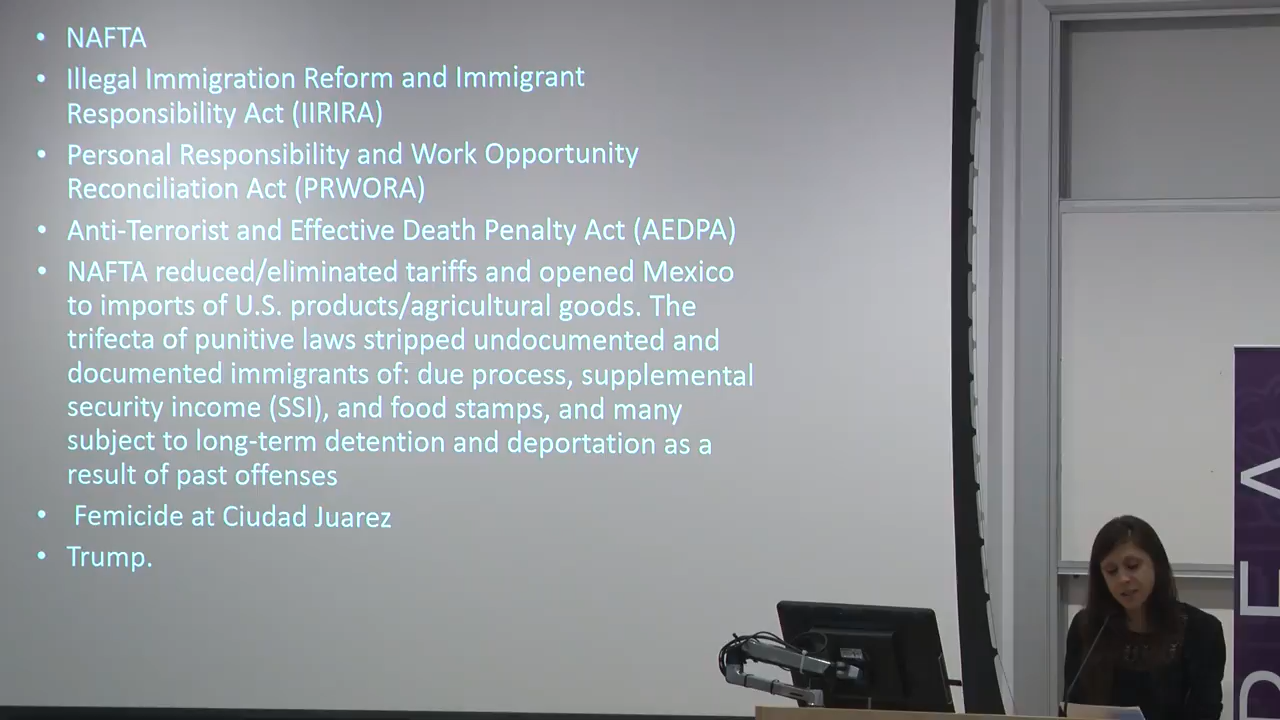 • NAFTA
• Illegal Immigration Reform and Immigrant
Responsibility Act (IIRIRA)
• Personal Responsibility and Work Opportunity
Reconciliation Act (PRWORA)
• Anti-Terrorist and Effective Death Penalty Act (AEDPA)
• NAFTA reduced/eliminated tariffs and opened Mexico
to imports of U.S. products/agricultural goods. The
trifecta of punitive laws stripped undocumented and
documented immigrants of: due process, supplemental
security income (SSI), and food stamps, and many
subject to long-term detention and deportation as a
result of past offenses
• Femicide at Ciudad Juarez
• Trump.